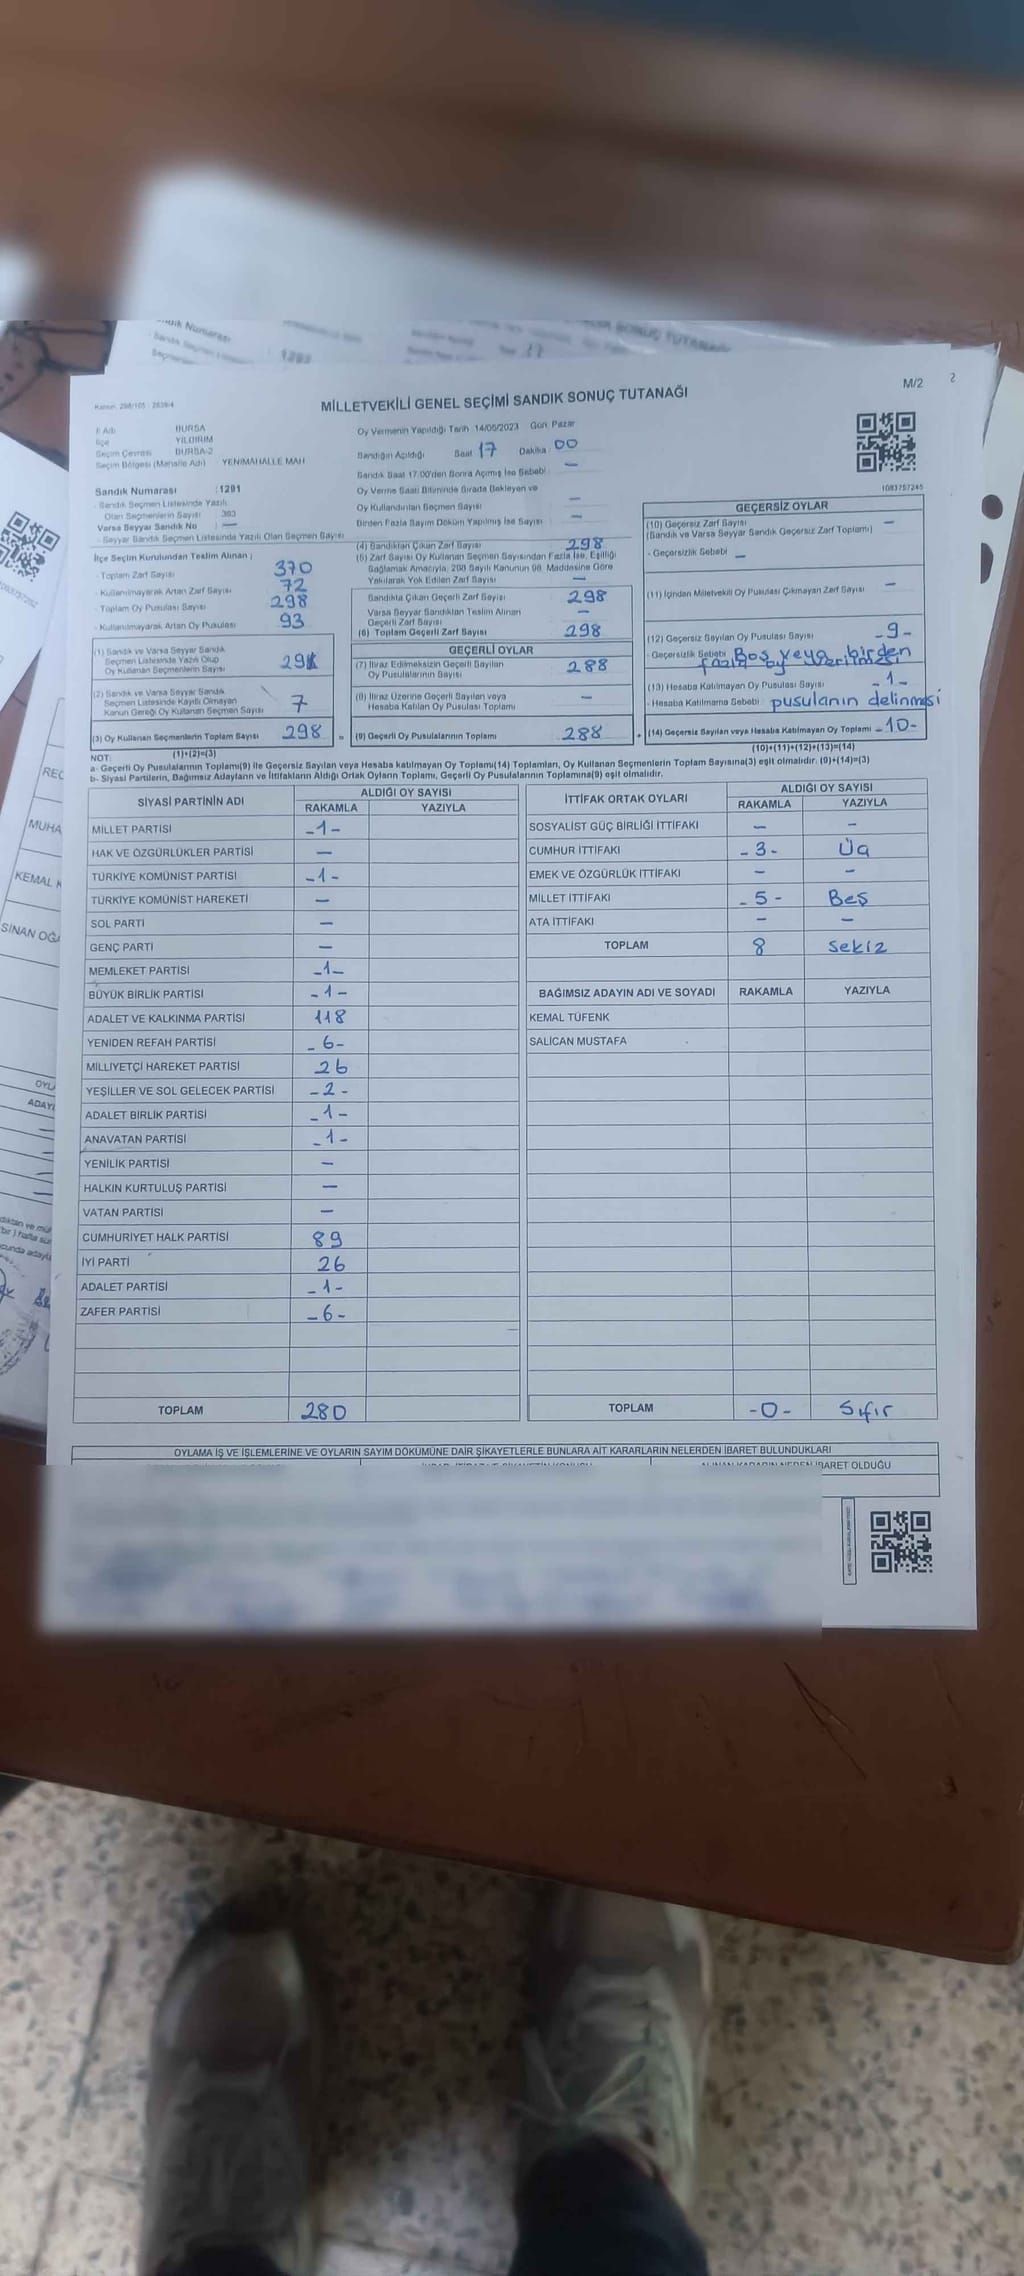 MİLLETVEKİLİ GENEL SEÇİMİ SANDIK SONUÇ TUTANAĞI
M/2
BURSA
İlçe YILDIRIM
Seçim Çevresi BURSA-2
Seçim Bölgesi (Mahalle Adı) YENİMAHALLE MAH
Sandık Numarası :1291
- Sandık Seçmen Listesinde Yazılı
Olan Seçmenlerin Sayısı : 363
Varsa Seyyar Sandık No : —
- Seyyar Sandık Seçmen Listesinde Yazılı Olan Seçmen Sayısı
Oy Vermenin Yapıldığı Tarih 14/05/2023 Gün: Pazar
Sandığın Açıldığı Saat 17 Dakika 00
Sandık Saat 17:00'den Sonra Açılmış İse Sebebi —
Oy Verme Saati Bitiminde Sırada Bekleyen ve
Oy Kullandırılan Seçmen Sayısı —
Birden Fazla Sayım Döküm Yapılmış İse Sayısı —
1083757245
İlçe Seçim Kurulundan Teslim Alınan ;
- Toplam Zarf Sayısı 370
- Kullanılmayarak Artan Zarf Sayısı 72
- Toplam Oy Pusulası Sayısı 298
- Kullanılmayarak Artan Oy Pusulası 93
(1) Sandık ve Varsa Seyyar Sandık
Seçmen Listesinde Yazılı Olup
Oy Kullanan Seçmenlerin Sayısı
(2) Sandık ve Varsa Seyyar Sandık
Seçmen Listesinde Kayıtlı Olmayan
Kanun Gereği Oy Kullanan Seçmen Sayısı 7
(3) Oy Kullanan Seçmenlerin Toplam Sayısı 298
(1)+(2)=(3)
(4) Sandıktan Çıkan Zarf Sayısı 298
(5) Zarf Sayısı Oy Kullanan Seçmen Sayısından Fazla İse, Eşitliği
Sağlamak Amacıyla, 298 Sayılı Kanunun 98. Maddesine Göre
Yakılarak Yok Edilen Zarf Sayısı —
Sandıkta Çıkan Geçerli Zarf Sayısı 298
Varsa Seyyar Sandıktan Teslim Alınan
Geçerli Zarf Sayısı —
(6) Toplam Geçerli Zarf Sayısı 298
GEÇERLİ OYLAR
(7) İtiraz Edilmeksizin Geçerli Sayılan
Oy Pusulalarının Sayısı 288
(8) İtiraz Üzerine Geçerli Sayılan veya
Hesaba Katılan Oy Pusulası Toplamı —
= (9) Geçerli Oy Pusulalarının Toplamı 288
GEÇERSİZ OYLAR
(10) Geçersiz Zarf Sayısı —
(Sandık ve Varsa Seyyar Sandık Geçersiz Zarf Toplamı)
- Geçersizlik Sebebi —
(11) İçinden Milletvekili Oy Pusulası Çıkmayan Zarf Sayısı —
(12) Geçersiz Sayılan Oy Pusulası Sayısı -9-
- Geçersizlik Sebebi Boş veya birden
fazla oy verilmesi
(13) Hesaba Katılmayan Oy Pusulası Sayısı -1-
- Hesaba Katılmama Sebebi pusulanın delinmesi
+ (14) Geçersiz Sayılan veya Hesaba Katılmayan Oy Toplamı -10-
(10)+(11)+(12)+(13)=(14)
NOT:
a- Geçerli Oy Pusulalarının Toplamı(9) ile Geçersiz Sayılan veya Hesaba katılmayan Oy Toplamı(14) Toplamları, Oy Kullanan Seçmenlerin Toplam Sayısına(3) eşit olmalıdır. (9)+(14)=(3)
b- Siyasi Partilerin, Bağımsız Adayların ve İttifakların Aldığı Ortak Oyların Toplamı, Geçerli Oy Pusulalarının Toplamına(9) eşit olmalıdır.
SİYASİ PARTİNİN ADI ALDIĞI OY SAYISI
RAKAMLA YAZIYLA
MİLLET PARTİSİ -1-
HAK VE ÖZGÜRLÜKLER PARTİSİ —
TÜRKİYE KOMÜNİST PARTİSİ -1-
TÜRKİYE KOMÜNİST HAREKETİ —
SOL PARTİ —
GENÇ PARTİ —
MEMLEKET PARTİSİ -1-
BÜYÜK BİRLİK PARTİSİ -1-
ADALET VE KALKINMA PARTİSİ 118
YENİDEN REFAH PARTİSİ -6-
MİLLİYETÇİ HAREKET PARTİSİ 26
YEŞİLLER VE SOL GELECEK PARTİSİ -2-
ADALET BİRLİK PARTİSİ -1-
ANAVATAN PARTİSİ -1-
YENİLİK PARTİSİ —
HALKIN KURTULUŞ PARTİSİ —
VATAN PARTİSİ —
CUMHURİYET HALK PARTİSİ 89
İYİ PARTİ 26
ADALET PARTİSİ -1-
ZAFER PARTİSİ -6-
TOPLAM 280
İTTİFAK ORTAK OYLARI ALDIĞI OY SAYISI
RAKAMLA YAZIYLA
SOSYALİST GÜÇ BİRLİĞİ İTTİFAKI — —
CUMHUR İTTİFAKI -3- Üç
EMEK VE ÖZGÜRLÜK İTTİFAKI — —
MİLLET İTTİFAKI -5- Beş
ATA İTTİFAKI — —
TOPLAM 8 sekiz
BAĞIMSIZ ADAYIN ADI VE SOYADI RAKAMLA YAZIYLA
KEMAL TÜFENK
SALİCAN MUSTAFA
TOPLAM -0- Sıfır
OYLAMA İŞ VE İŞLEMLERİNE VE OYLARIN SAYIM DÖKÜMÜNE DAİR ŞİKAYETLERLE BUNLARA AİT KARARLARIN NELERDEN İBARET BULUNDUKLARI
İBARET OLDUĞU
Sandık Numarası
1292
MUHA
KEMAL K
SİNAN OĞA
ADAY